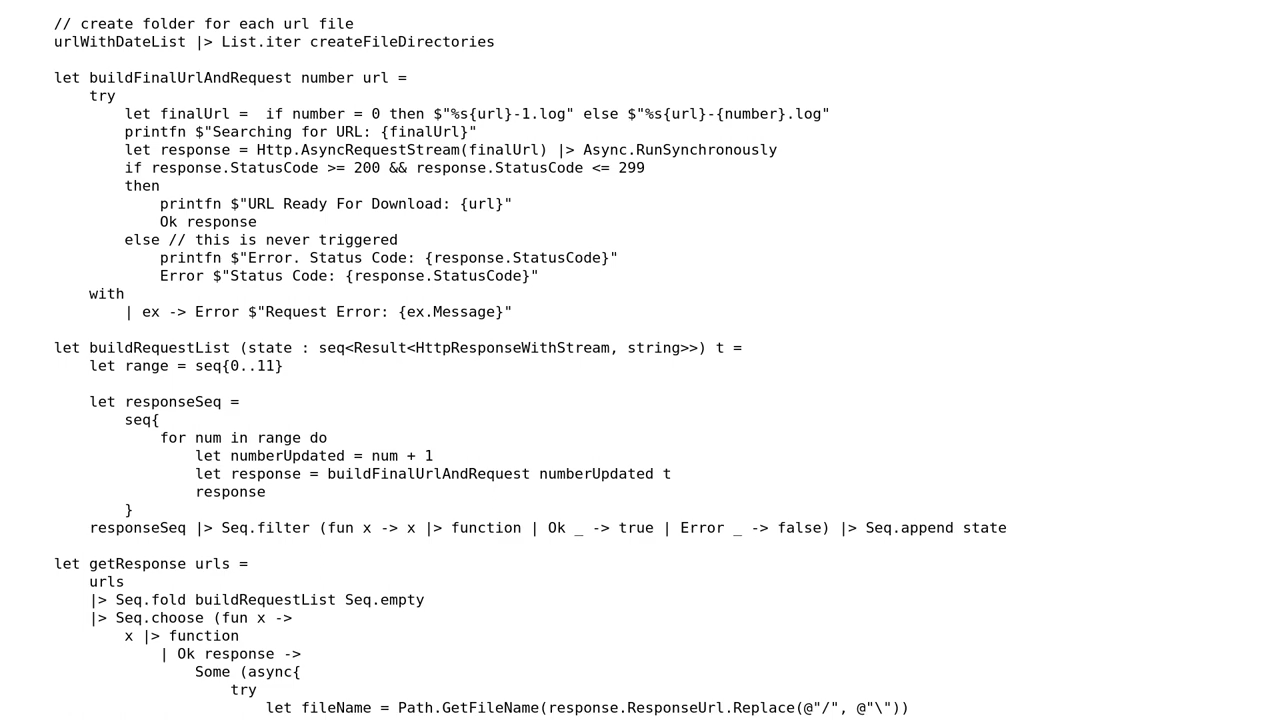 // create folder for each url file
urlWithDateList |> List.iter createFileDirectories

let buildFinalUrlAndRequest number url =
    try
        let finalUrl =  if number = 0 then $"%s{url}-1.log" else $"%s{url}-{number}.log"
        printfn $"Searching for URL: {finalUrl}"
        let response = Http.AsyncRequestStream(finalUrl) |> Async.RunSynchronously
        if response.StatusCode >= 200 && response.StatusCode <= 299
        then
            printfn $"URL Ready For Download: {url}"
            Ok response
        else // this is never triggered
            printfn $"Error. Status Code: {response.StatusCode}"
            Error $"Status Code: {response.StatusCode}"
    with
        | ex -> Error $"Request Error: {ex.Message}"

let buildRequestList (state : seq<Result<HttpResponseWithStream, string>>) t =
    let range = seq{0..11}

    let responseSeq =
        seq{
            for num in range do
                let numberUpdated = num + 1
                let response = buildFinalUrlAndRequest numberUpdated t
                response
        }
    responseSeq |> Seq.filter (fun x -> x |> function | Ok _ -> true | Error _ -> false) |> Seq.append state

let getResponse urls =
    urls
    |> Seq.fold buildRequestList Seq.empty
    |> Seq.choose (fun x ->
        x |> function
            | Ok response ->
                Some (async{
                    try
                        let fileName = Path.GetFileName(response.ResponseUrl.Replace(@"/", @"\"))